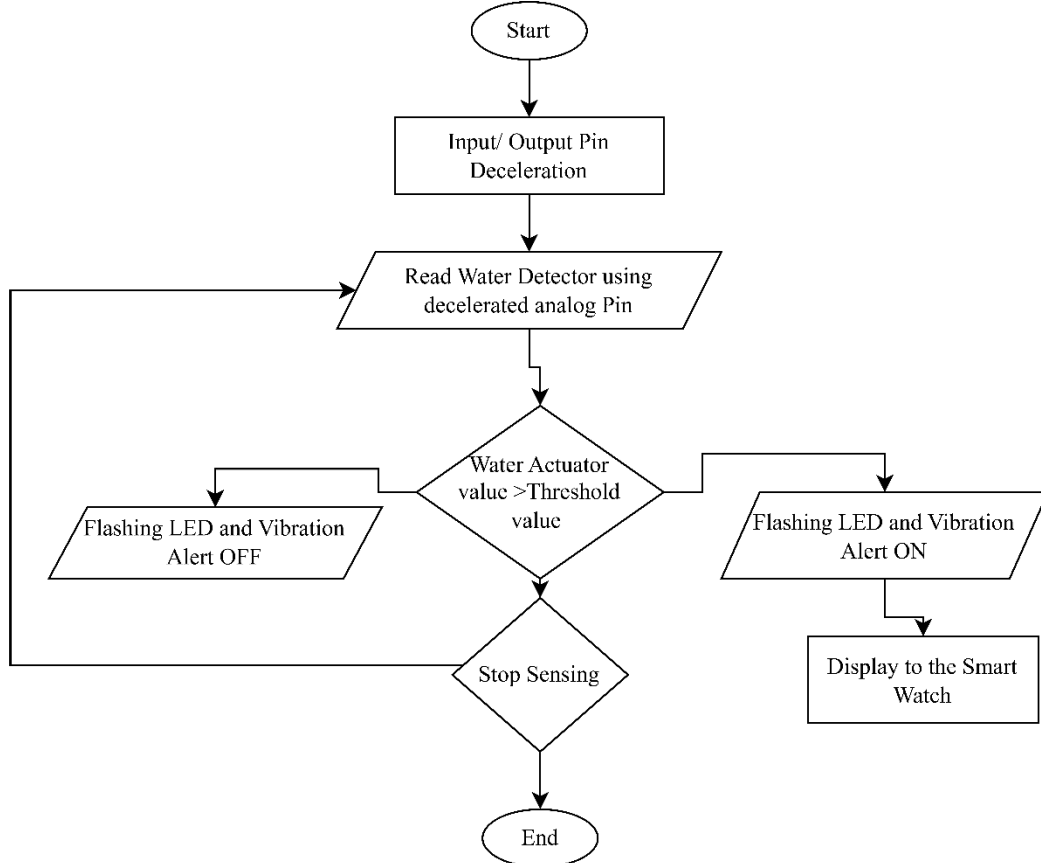 Start
Input/ Output Pin
Deceleration
Read Water Detector using
decelerated analog Pin
Water Actuator
value >Threshold
value
Flashing LED and Vibration
Alert OFF
Flashing LED and Vibration
Alert ON
Stop Sensing
Display to the Smart
Watch
End